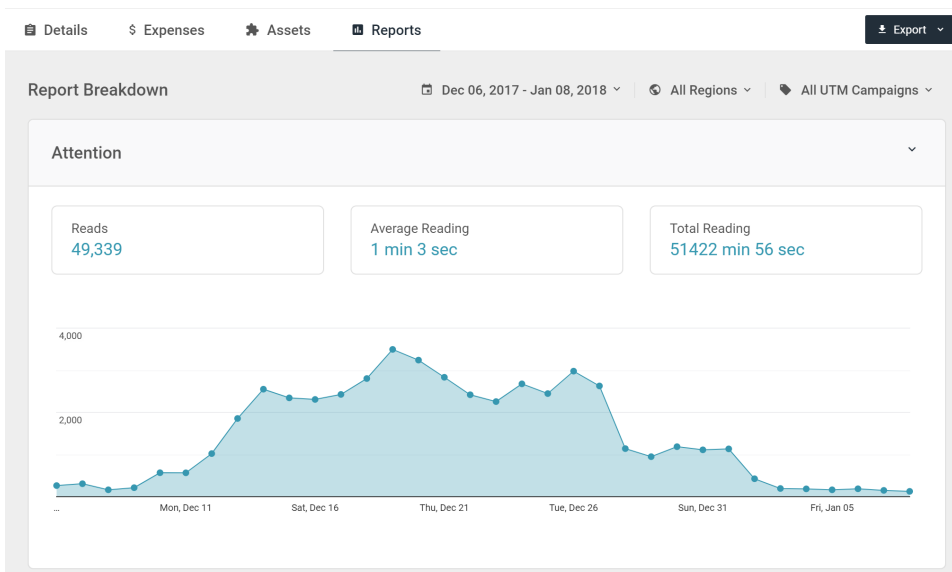 Details $ Expenses Assets Reports Export
Report Breakdown Dec 06, 2017 - Jan 08, 2018 All Regions All UTM Campaigns
Attention
Reads Average Reading Total Reading
49,339 1 min 3 sec 51422 min 56 sec
4,000
2,000
... Mon, Dec 11 Sat, Dec 16 Thu, Dec 21 Tue, Dec 26 Sun, Dec 31 Fri, Jan 05